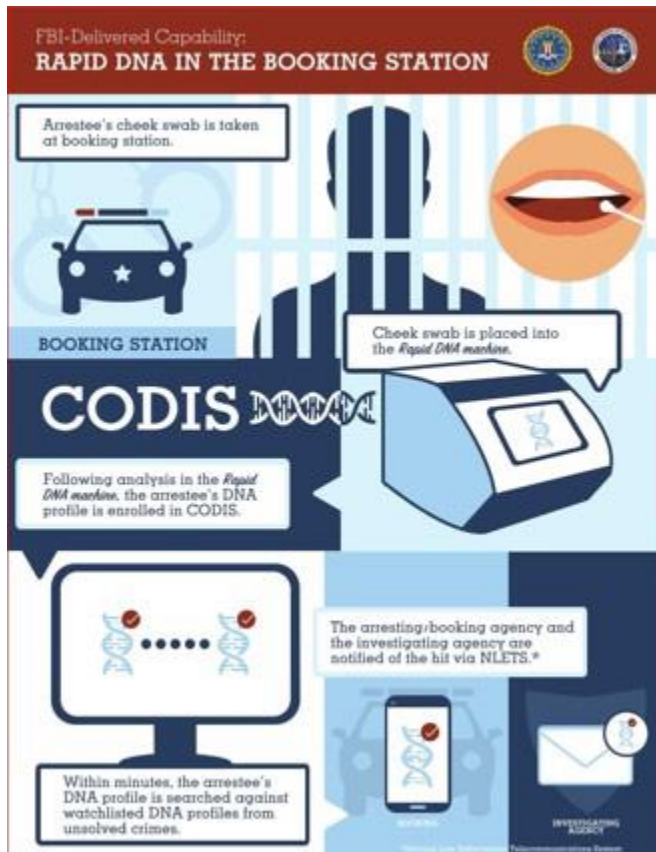 FBI-Delivered Capability:
RAPID DNA IN THE BOOKING STATION
Arrestee's cheek swab is taken
at booking station.
BOOKING STATION
Cheek swab is placed into
the Rapid DNA machine.
CODIS
Following analysis in the Rapid
DNA machine, the arrestee's DNA
profile is enrolled in CODIS.
The arresting/booking agency and
the investigating agency are
notified of the hit via NLETS.*
Within minutes, the arrestee's
DNA profile is searched against
watchlisted DNA profiles from
unsolved crimes.
BOOKING
INVESTIGATING
AGENCY